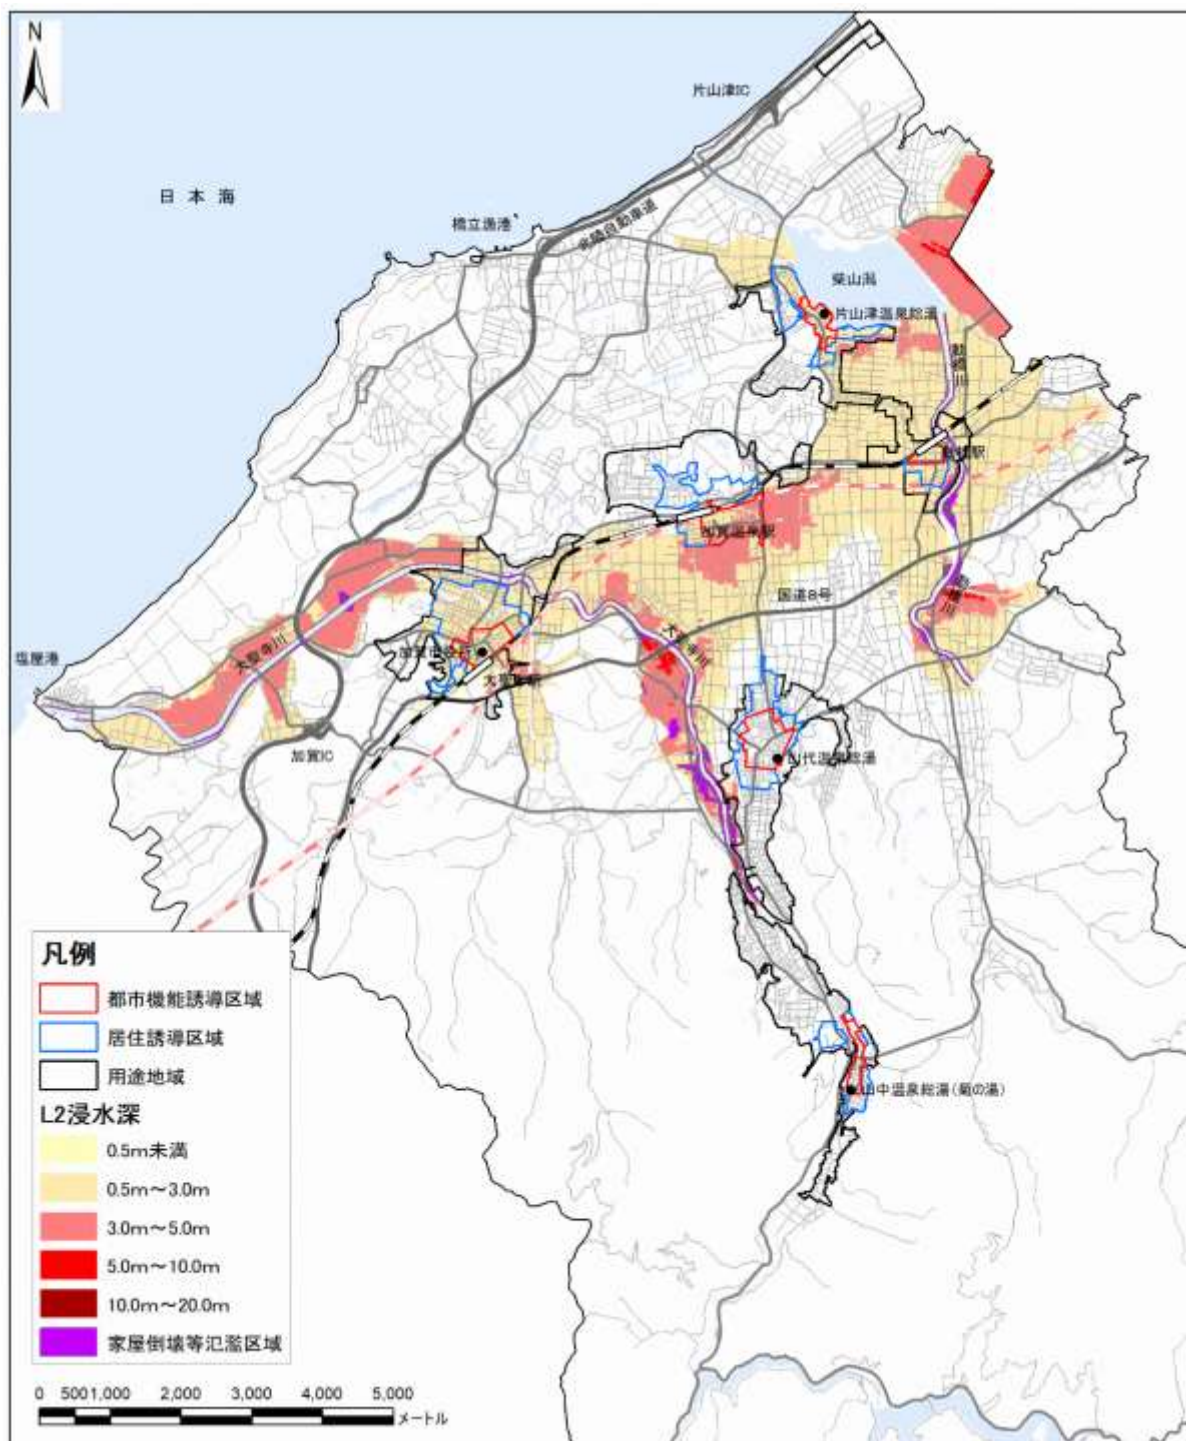 N
片山津IC
日本海
橋立漁港
北陸自動車道
柴山潟
片山津温泉総湯
動橋川
動橋駅
加賀温泉駅
国道8号
動橋川
大聖寺川
大聖寺川
塩屋港
加賀市役所
大聖寺駅
加賀IC
山代温泉総湯
山中温泉総湯(菊の湯)
凡例
都市機能誘導区域
居住誘導区域
用途地域
L2浸水深
0.5m未満
0.5m～3.0m
3.0m～5.0m
5.0m～10.0m
10.0m～20.0m
家屋倒壊等氾濫区域
0 500 1,000 2,000 3,000 4,000 5,000
メートル